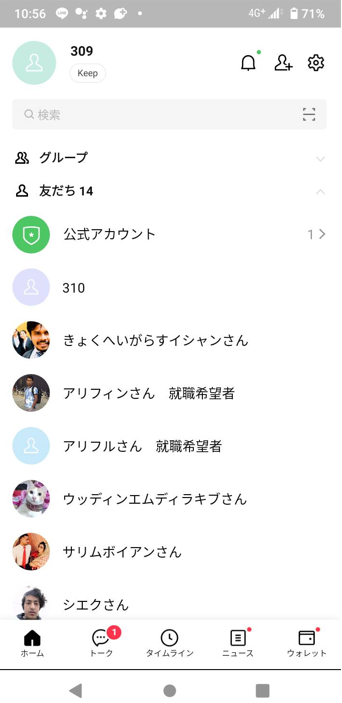 10:56
4G+
71%
309
Keep
検索
グループ
友だち 14
公式アカウント
1
310
きょくへいがらすイシャンさん
アリフィンさん　就職希望者
アリフルさん　就職希望者
ウッディンエムディラキブさん
サリムボイアンさん
シエクさん
1
ホーム
トーク
タイムライン
ニュース
ウォレット